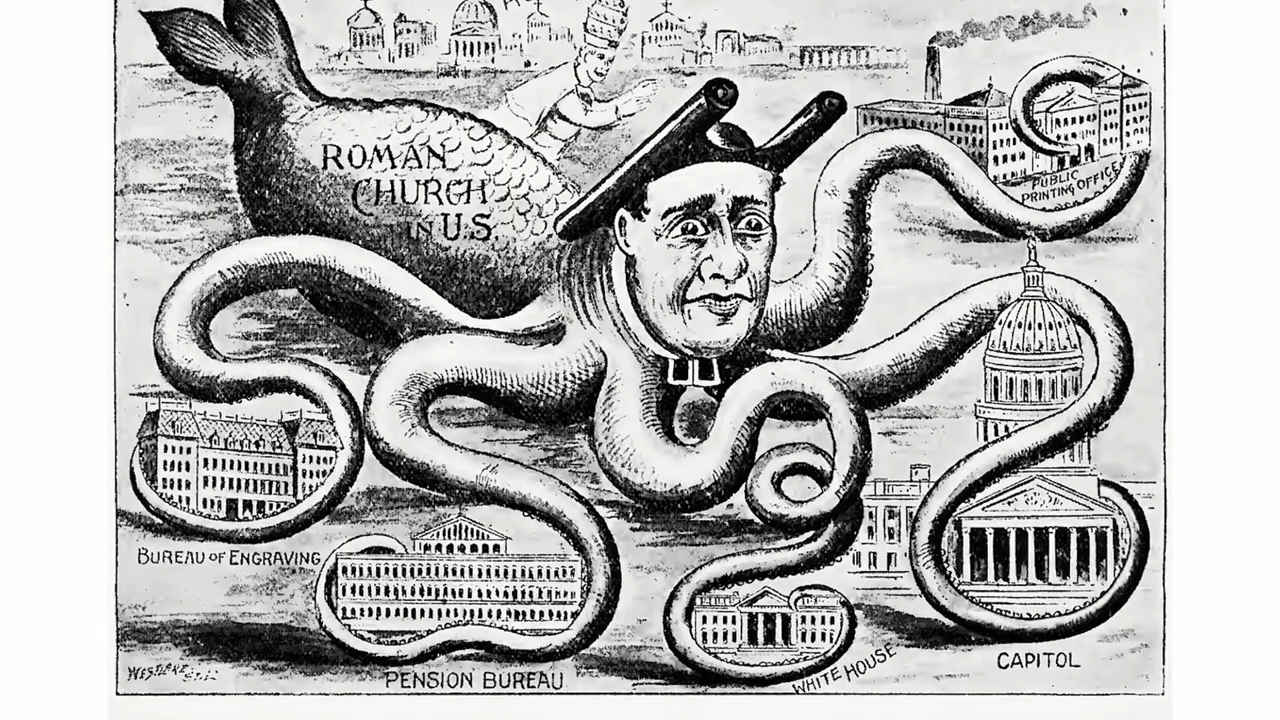 ROMAN
CHURCH
IN U.S.
PUBLIC
PRINTING OFFICE
BUREAU OF ENGRAVING
PENSION BUREAU
WHITE HOUSE
CAPITOL